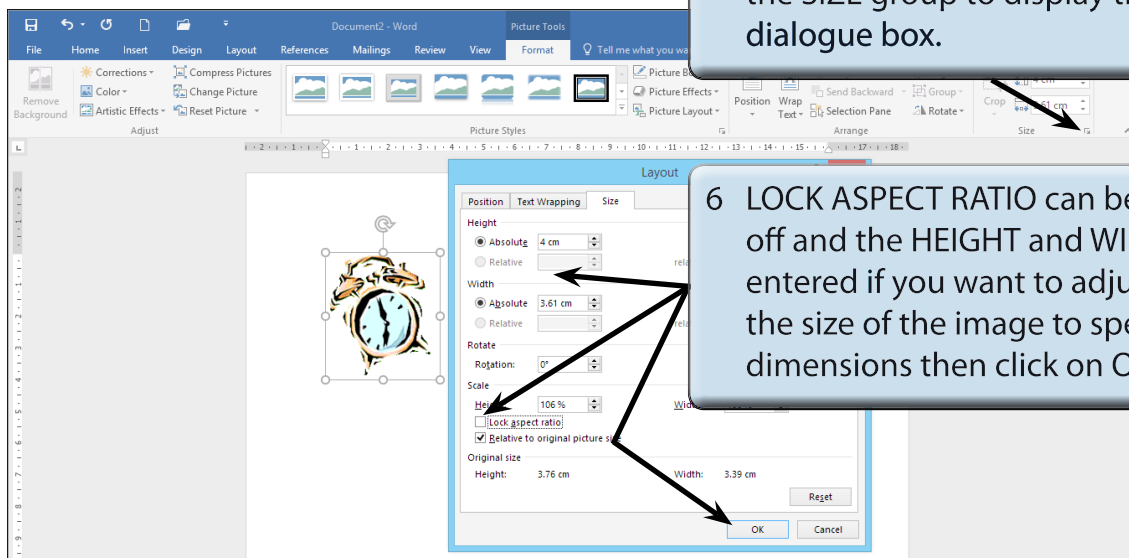 Document2 - Word
Picture Tools
File Home Insert Design Layout References Mailings Review View Format Tell me what you wa
the SIZE group to display th
dialogue box.
Remove Background
Corrections
Color
Artistic Effects
Compress Pictures
Change Picture
Reset Picture
Adjust
Picture Styles
Picture Effects
Picture Layout
Position
Wrap Text
Send Backward
Selection Pane
Group
Rotate
Arrange
Crop
4 cm
Size
Layout
Position Text Wrapping Size
Height
Absolute 4 cm
Relative
Width
Absolute 3.61 cm
Relative
Rotate
Rotation: 0°
Scale
106 %
Lock aspect ratio
Relative to original picture
Original size
Height: 3.76 cm Width: 3.39 cm
Reset
OK Cancel
6 LOCK ASPECT RATIO can be
off and the HEIGHT and WI
entered if you want to adju
the size of the image to spe
dimensions then click on O